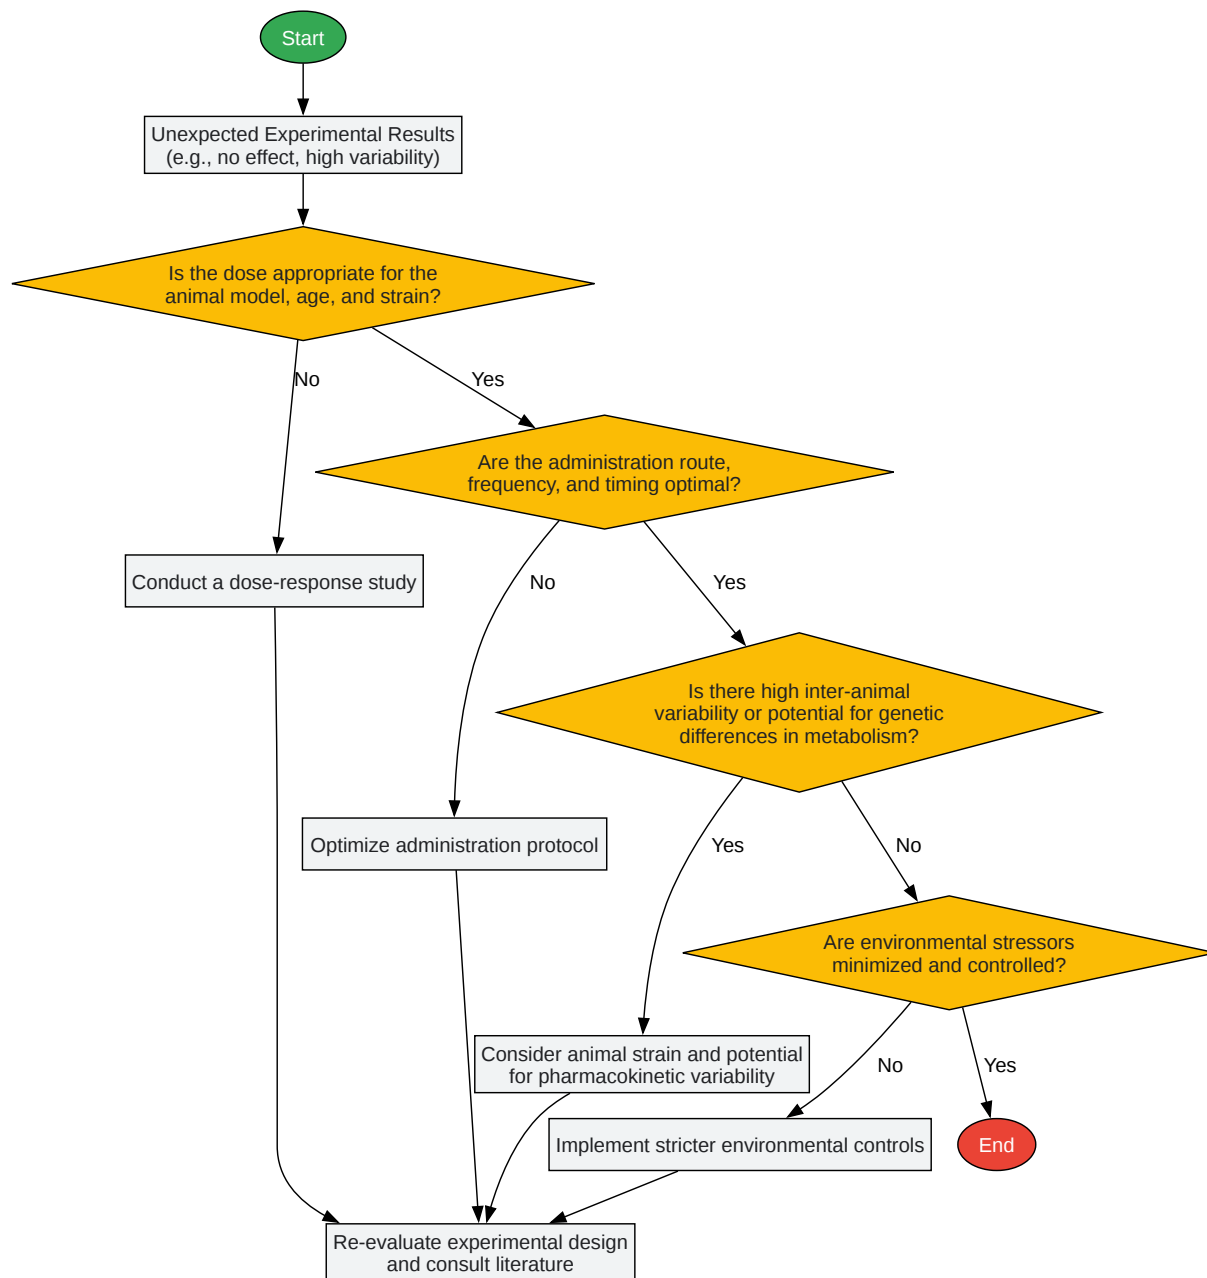 Start
Unexpected Experimental Results
(e.g., no effect, high variability)
Is the dose appropriate for the
animal model, age, and strain?
No
Yes
Are the administration route,
frequency, and timing optimal?
Conduct a dose-response study
No
Yes
Is there high inter-animal
variability or potential for genetic
differences in metabolism?
Optimize administration protocol
Yes
No
Are environmental stressors
minimized and controlled?
Consider animal strain and potential
for pharmacokinetic variability
No
Yes
Implement stricter environmental controls
End
Re-evaluate experimental design
and consult literature